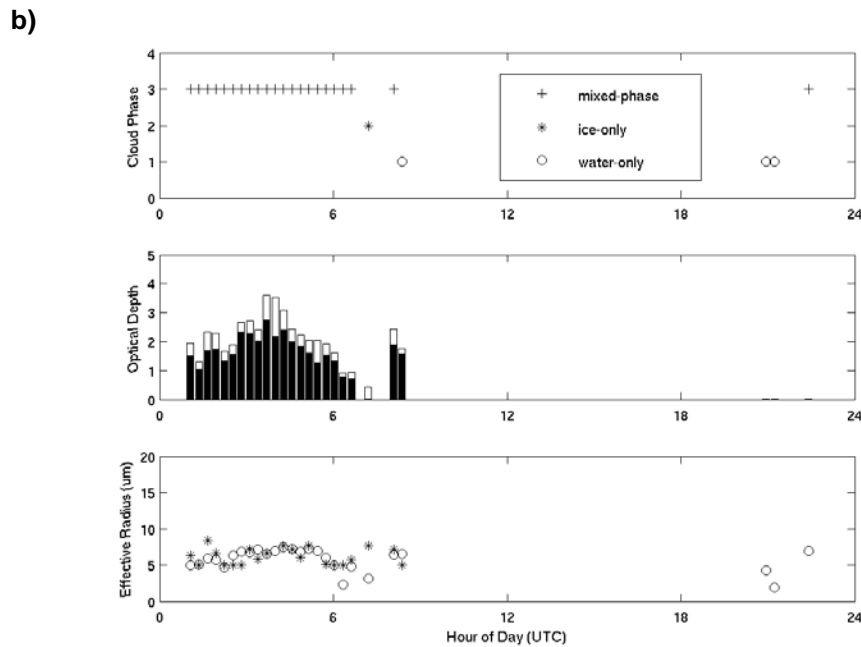 b)
4
3
2
1
0
Cloud Phase
+ mixed-phase
* ice-only
○ water-only
0 6 12 18 24
5
4
3
2
1
0
Optical Depth
0 6 12 18 24
20
15
10
5
0
Effective Radius (um)
0 6 12 18 24
Hour of Day (UTC)